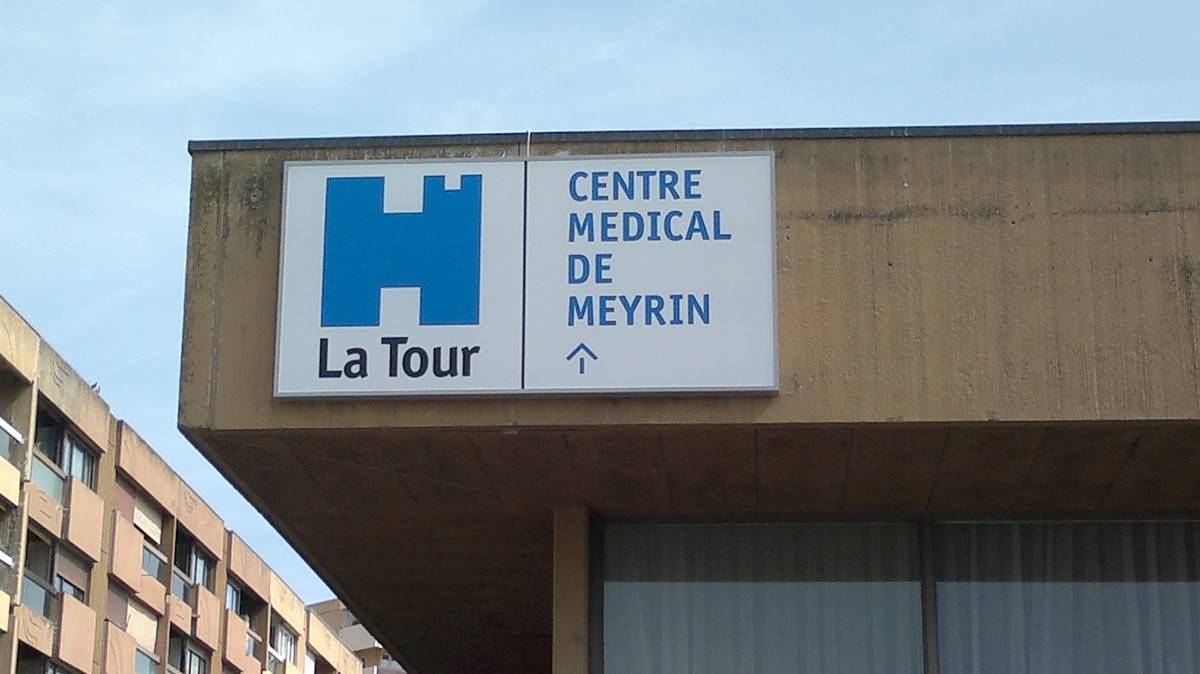 La Tour
CENTRE
MEDICAL
DE
MEYRIN